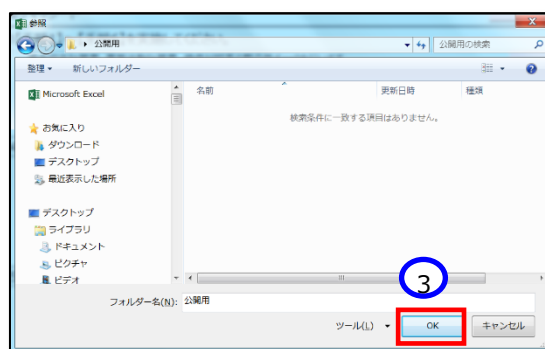 参照
公開用
公開用の検索
整理 新しいフォルダー
Microsoft Excel
名前 更新日時 種類
検索条件に一致する項目はありません。
お気に入り
ダウンロード
デスクトップ
最近表示した場所
デスクトップ
ライブラリ
ドキュメント
ピクチャ
ビデオ
3
フォルダー名(N): 公開用
ツール(L) OK キャンセル